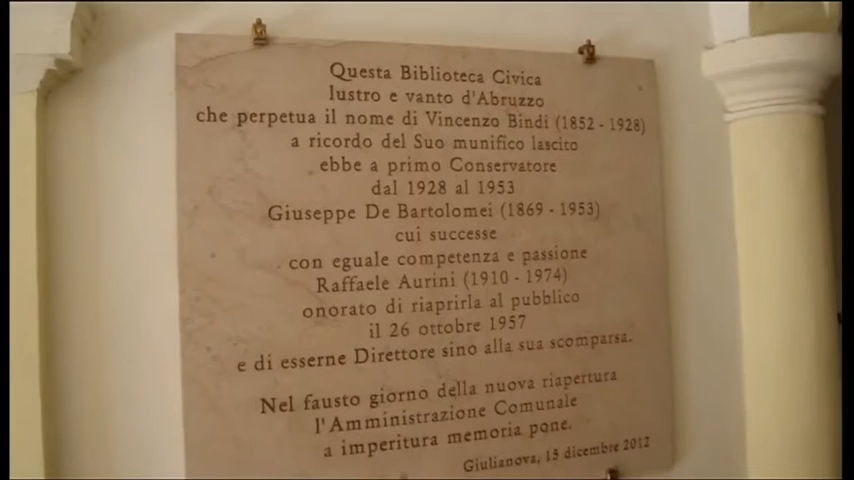 Questa Biblioteca Civica
lustro e vanto d'Abruzzo
che perpetua il nome di Vincenzo Bindi (1852 - 1928)
a ricordo del Suo munifico lascito
ebbe a primo Conservatore
dal 1928 al 1953
Giuseppe De Bartolomei (1869 - 1953)
cui successe
con eguale competenza e passione
Raffaele Aurini (1910 - 1974)
onorato di riaprirla al pubblico
il 26 ottobre 1957
e di esserne Direttore sino alla sua scomparsa.
Nel fausto giorno della nuova riapertura
l'Amministrazione Comunale
a imperitura memoria pone.
Giulianova, 15 dicembre 2012